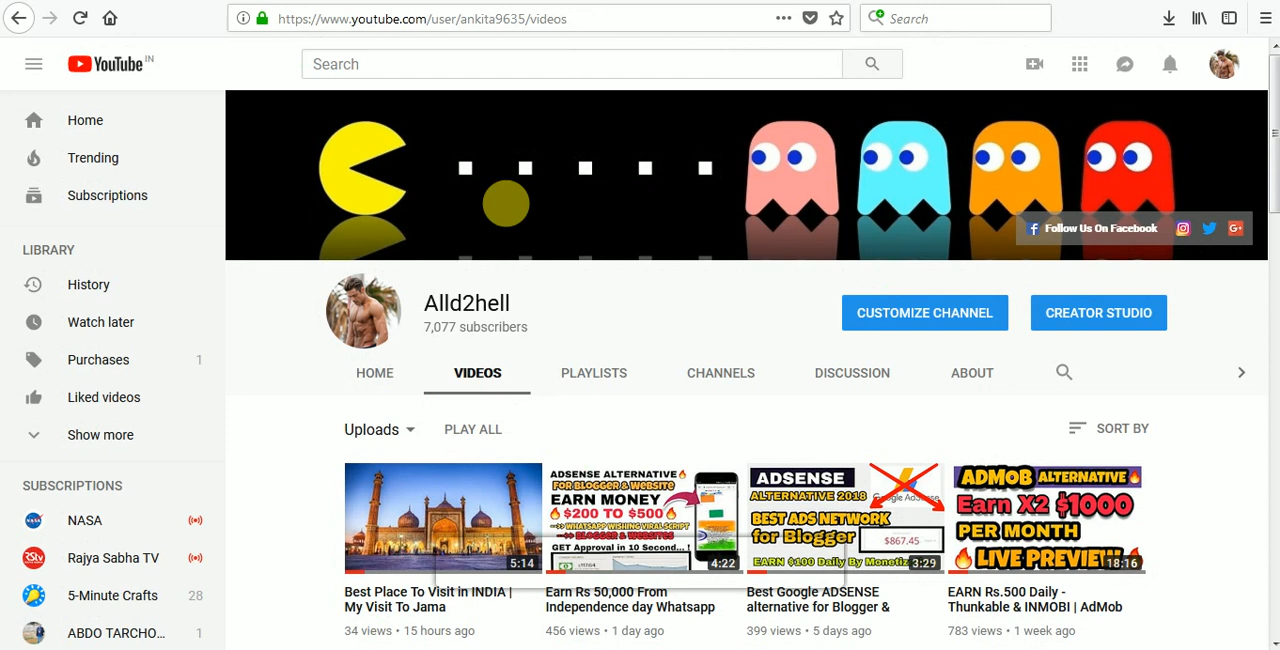 https://www.youtube.com/user/ankita9635/videos
Search
YouTube IN
Search
Home
Trending
Subscriptions
LIBRARY
History
Watch later
Purchases 1
Liked videos
Show more
SUBSCRIPTIONS
NASA
Rajya Sabha TV
5-Minute Crafts 28
ABDO TARCHO... 1
Follow Us On Facebook
Alld2hell
7,077 subscribers
CUSTOMIZE CHANNEL
CREATOR STUDIO
HOME VIDEOS PLAYLISTS CHANNELS DISCUSSION ABOUT
Uploads PLAY ALL SORT BY
5:14
Best Place To Visit in INDIA |
My Visit To Jama
34 views • 15 hours ago
ADSENSE ALTERNATIVE
FOR BLOGGER & WEBSITE
EARN MONEY
$200 TO $500
WHATSAPP WISHING VIRAL SCRIPT
BLOGGER & WEBSITES
GET Approval in 10 Second...!
4:22
Earn Rs 50,000 From
Independence day Whatsapp
456 views • 1 day ago
ADSENSE
ALTERNATIVE 2018
Google AdSense
BEST ADS NETWORK
for Blogger
$867.45
EARN $100 Daily By Monetiz
3:29
Best Google ADSENSE
alternative for Blogger &
399 views • 5 days ago
ADMOB ALTERNATIVE
Earn X2 $1000
PER MONTH
LIVE PREVIEW
18:16
EARN Rs.500 Daily -
Thunkable & INMOBI | AdMob
783 views • 1 week ago